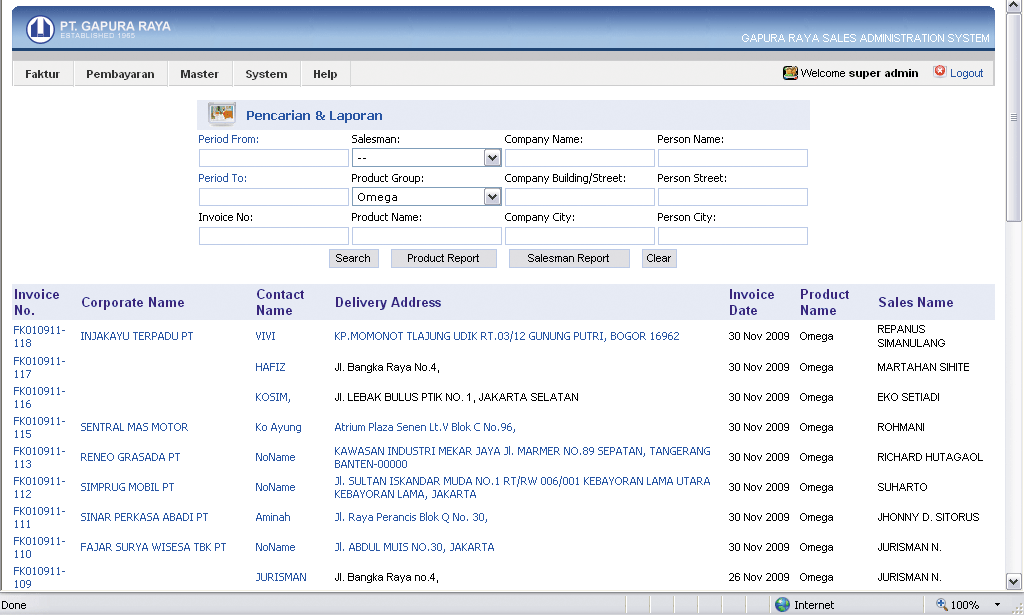 PT. GAPURA RAYA
ESTABLISHED 1965
GAPURA RAYA SALES ADMINISTRATION SYSTEM
Faktur Pembayaran Master System Help Welcome super admin Logout
Pencarian & Laporan
Period From: Salesman: Company Name: Person Name:
--
Period To: Product Group: Company Building/Street: Person Street:
Omega
Invoice No: Product Name: Company City: Person City:
Search Product Report Salesman Report Clear
Invoice No. Corporate Name Contact Name Delivery Address Invoice Date Product Name Sales Name
FK010911-118 INJAKAYU TERPADU PT VIVI KP.MOMONOT TLAJUNG UDIK RT.03/12 GUNUNG PUTRI, BOGOR 16962 30 Nov 2009 Omega REPANUS SIMANULANG
FK010911-117 HAFIZ Jl. Bangka Raya No.4, 30 Nov 2009 Omega MARTAHAN SIHITE
FK010911-116 KOSIM, Jl. LEBAK BULUS PTIK NO. 1, JAKARTA SELATAN 30 Nov 2009 Omega EKO SETIADI
FK010911-115 SENTRAL MAS MOTOR Ko Ayung Atrium Plaza Senen Lt.V Blok C No.96, 30 Nov 2009 Omega ROHMANI
FK010911-113 RENEO GRASADA PT NoName KAWASAN INDUSTRI MEKAR JAYA Jl. MARMER NO.89 SEPATAN, TANGERANG BANTEN-00000 30 Nov 2009 Omega RICHARD HUTAGAOL
FK010911-112 SIMPRUG MOBIL PT NoName Jl. SULTAN ISKANDAR MUDA NO.1 RT/RW 006/001 KEBAYORAN LAMA UTARA KEBAYORAN LAMA, JAKARTA 30 Nov 2009 Omega SUHARTO
FK010911-111 SINAR PERKASA ABADI PT Aminah Jl. Raya Perancis Blok Q No. 30, 30 Nov 2009 Omega JHONNY D. SITORUS
FK010911-110 FAJAR SURYA WISESA TBK PT NoName Jl. ABDUL MUIS NO.30, JAKARTA 30 Nov 2009 Omega JURISMAN N.
FK010911-109 JURISMAN Jl. Bangka Raya no.4, 26 Nov 2009 Omega JURISMAN N.
Done Internet 100%